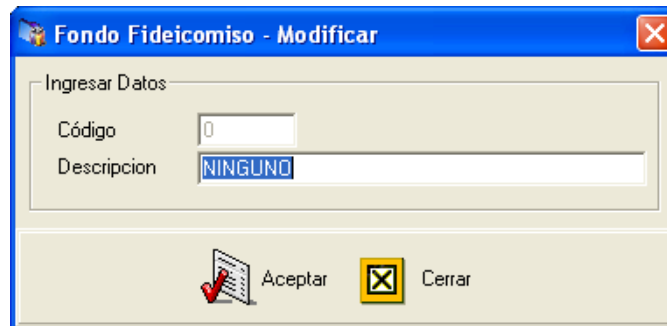 Fondo Fideicomiso - Modificar
Ingresar Datos
Código 0
Descripcion NINGUNO
Aceptar Cerrar